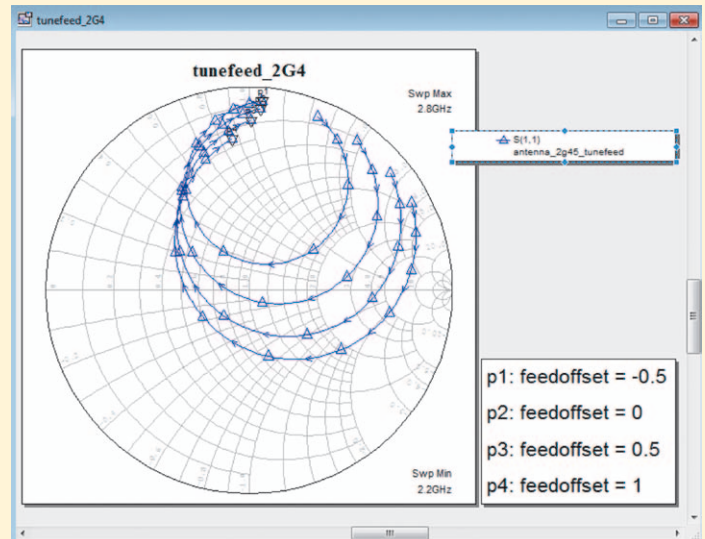 tunefeed_2G4
tunefeed_2G4
p1
Swp Max
2.8GHz
S(1,1)
antenna_2g45_tunefeed
p1: feedoffset = -0.5
p2: feedoffset = 0
p3: feedoffset = 0.5
p4: feedoffset = 1
Swp Min
2.2GHz